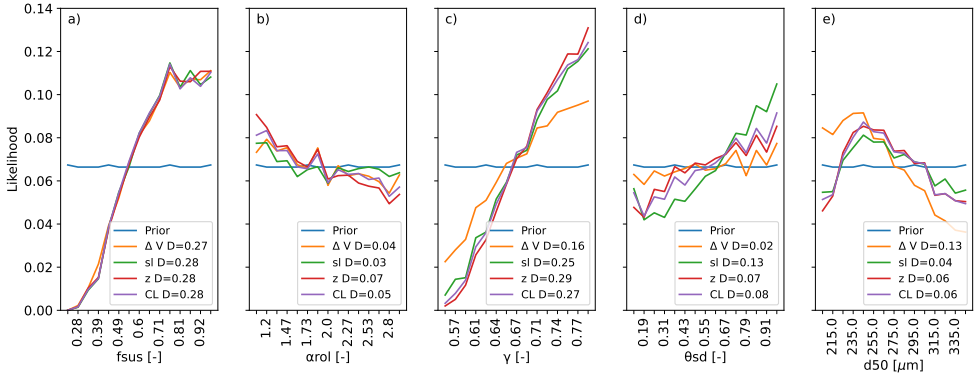 a)
b)
c)
d)
e)
Likelihood
0.14
0.12
0.10
0.08
0.06
0.04
0.02
0.00
Prior
Δ V D=0.27
sl D=0.28
z D=0.28
CL D=0.28
0.28
0.39
0.49
0.6
0.71
0.81
0.92
fsus [-]
Prior
Δ V D=0.04
sl D=0.03
z D=0.07
CL D=0.05
1.2
1.47
1.73
2.0
2.27
2.53
2.8
αrol [-]
Prior
Δ V D=0.16
sl D=0.25
z D=0.29
CL D=0.27
0.57
0.61
0.64
0.67
0.71
0.74
0.77
γ [-]
Prior
Δ V D=0.02
sl D=0.13
z D=0.07
CL D=0.08
0.19
0.31
0.43
0.55
0.67
0.79
0.91
θsd [-]
Prior
Δ V D=0.13
sl D=0.04
z D=0.06
CL D=0.06
215.0
235.0
255.0
275.0
295.0
315.0
335.0
d50 [μm]